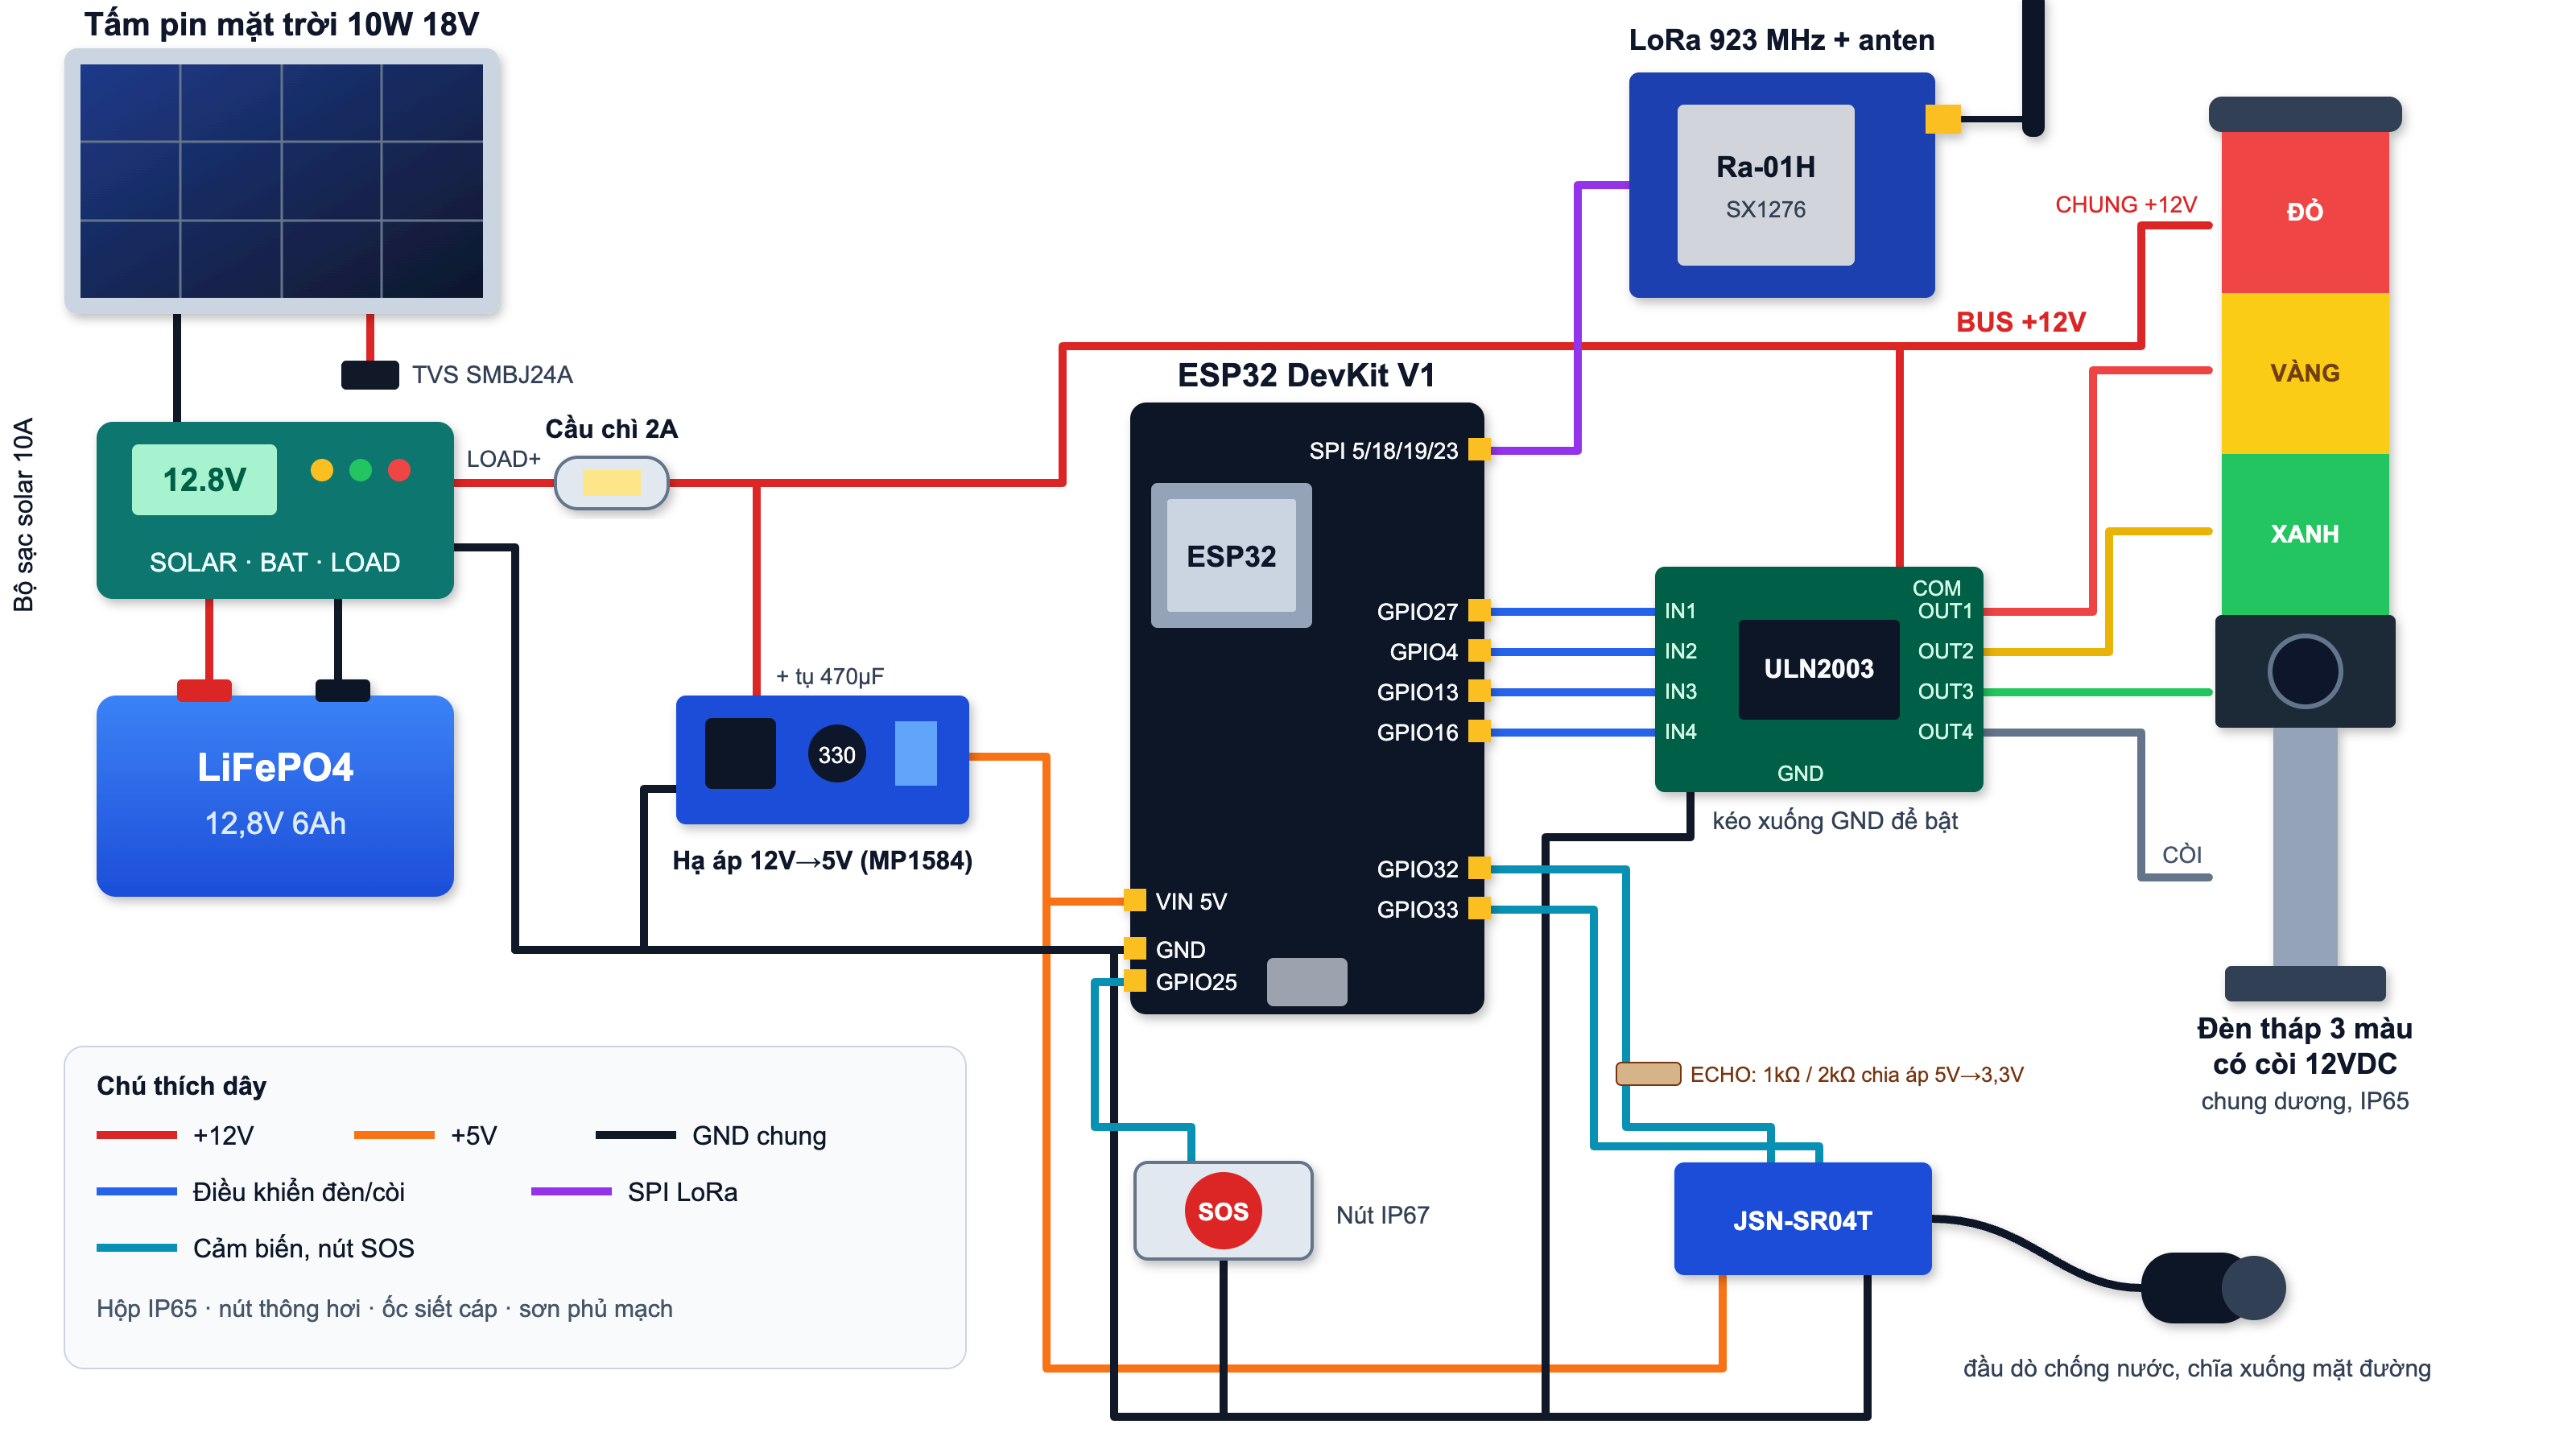 Tấm pin mặt trời 10W 18V
LoRa 923 MHz + anten
Ra-01H
SX1276
CHUNG +12V
ĐỎ
BUS +12V
VÀNG
XANH
TVS SMBJ24A
Bộ sạc solar 10A
12.8V
SOLAR · BAT · LOAD
LOAD+
Cầu chì 2A
LiFePO4
12,8V 6Ah
+ tụ 470µF
330
Hạ áp 12V→5V (MP1584)
ESP32 DevKit V1
SPI 5/18/19/23
ESP32
GPIO27
GPIO4
GPIO13
GPIO16
GPIO32
GPIO33
VIN 5V
GND
GPIO25
COM
IN1
OUT1
IN2
OUT2
IN3
OUT3
IN4
OUT4
ULN2003
GND
kéo xuống GND để bật
CÒI
Đèn tháp 3 màu
có còi 12VDC
chung dương, IP65
ECHO: 1kΩ / 2kΩ chia áp 5V→3,3V
SOS
Nút IP67
JSN-SR04T
đầu dò chống nước, chĩa xuống mặt đường
Chú thích dây
+12V
+5V
GND chung
Điều khiển đèn/còi
SPI LoRa
Cảm biến, nút SOS
Hộp IP65 · nút thông hơi · ốc siết cáp · sơn phủ mạch